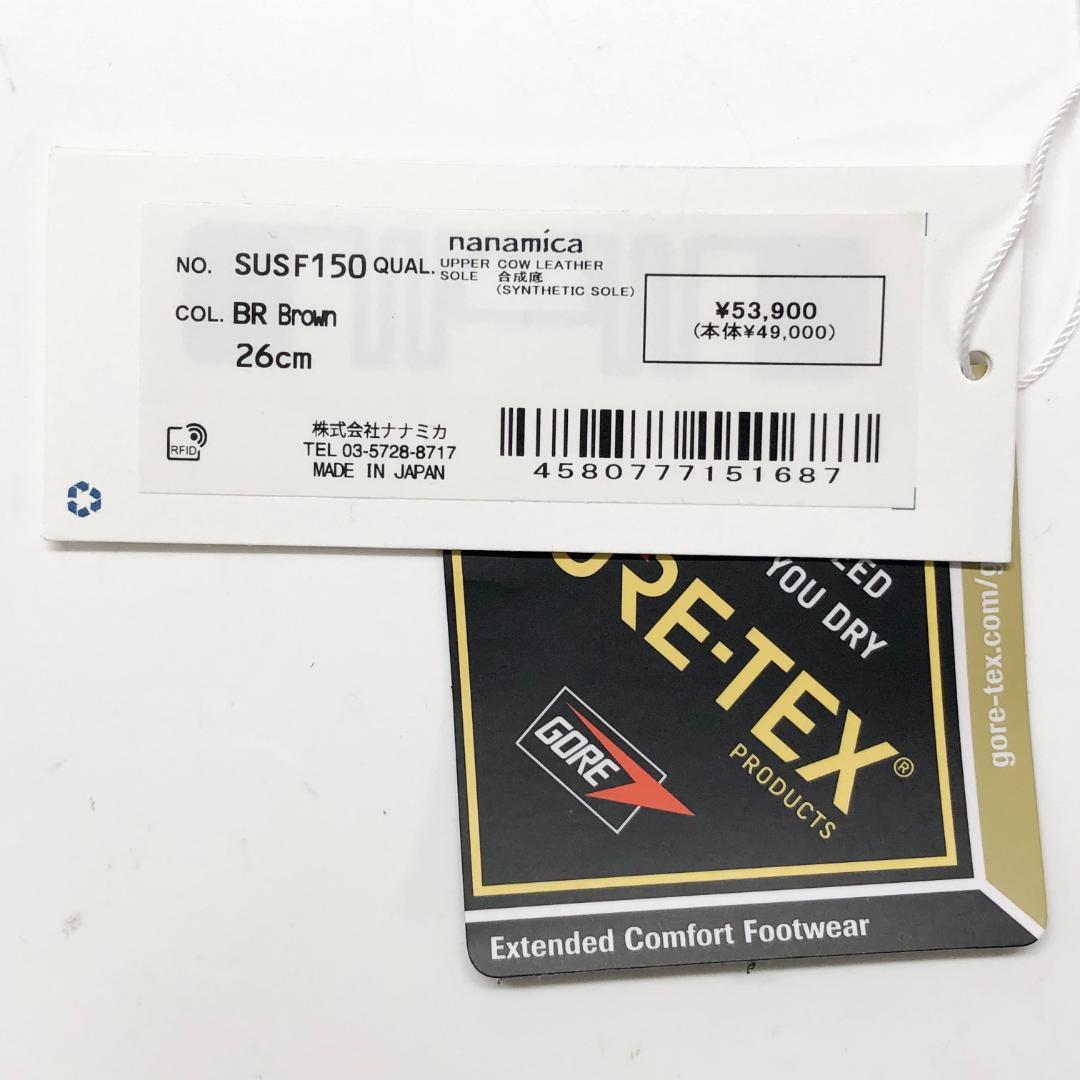 nanamica
NO. SUSF150 QUAL. UPPER COW LEATHER
SOLE 合成底
(SYNTHETIC SOLE)
COL. BR Brown
26cm
¥53,900
(本体¥49,000)
RFID
株式会社ナナミカ
TEL 03-5728-8717
MADE IN JAPAN
4580777151687
YOU DRY
RE-TEX®
PRODUCTS
GORE
gore-tex.com/g
Extended Comfort Footwear